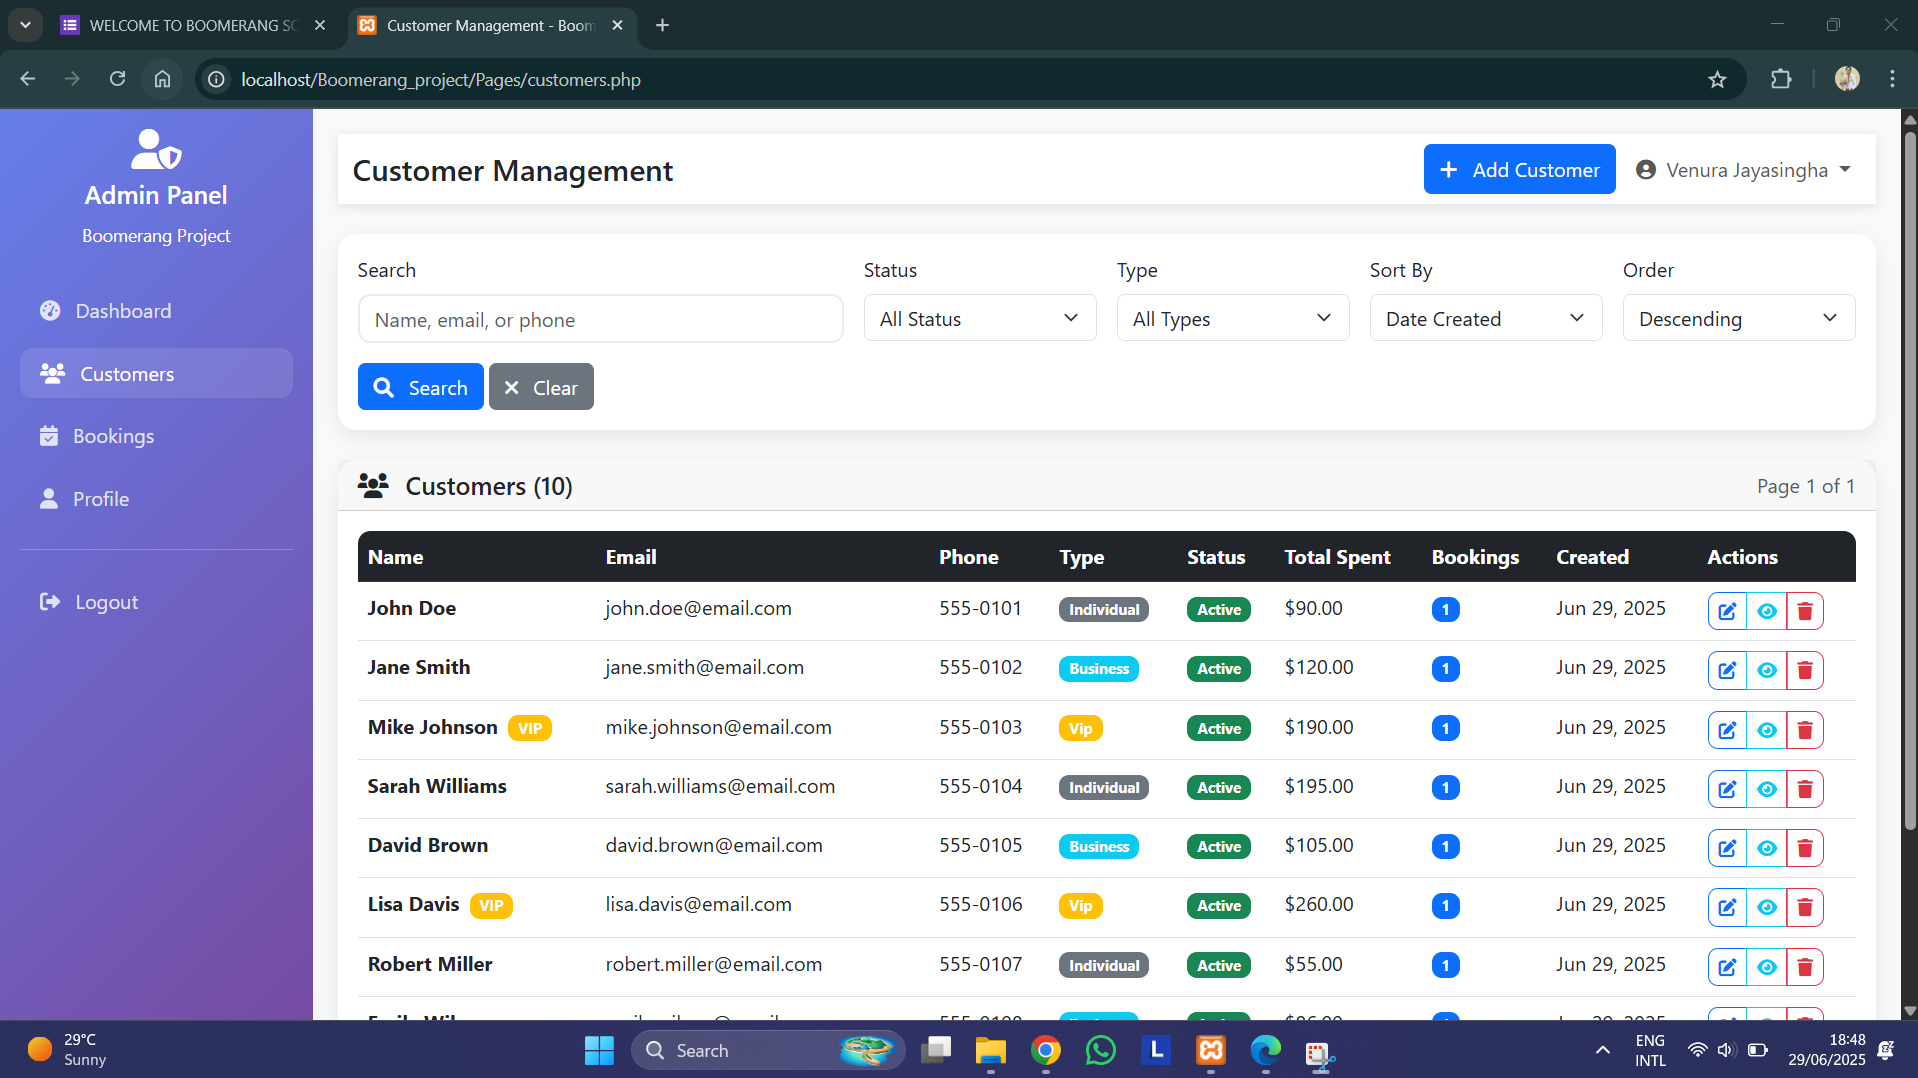 WELCOME TO BOOMERANG SC
Customer Management - Boom
localhost/Boomerang_project/Pages/customers.php
Admin Panel
Boomerang Project
Dashboard
Customers
Bookings
Profile
Logout
Customer Management
Add Customer
Venura Jayasingha
Search
Status
Type
Sort By
Order
Name, email, or phone
All Status
All Types
Date Created
Descending
Search
Clear
Customers (10)
Page 1 of 1
Name Email Phone Type Status Total Spent Bookings Created Actions
John Doe john.doe@email.com 555-0101 Individual Active $90.00 1 Jun 29, 2025
Jane Smith jane.smith@email.com 555-0102 Business Active $120.00 1 Jun 29, 2025
Mike Johnson VIP mike.johnson@email.com 555-0103 Vip Active $190.00 1 Jun 29, 2025
Sarah Williams sarah.williams@email.com 555-0104 Individual Active $195.00 1 Jun 29, 2025
David Brown david.brown@email.com 555-0105 Business Active $105.00 1 Jun 29, 2025
Lisa Davis VIP lisa.davis@email.com 555-0106 Vip Active $260.00 1 Jun 29, 2025
Robert Miller robert.miller@email.com 555-0107 Individual Active $55.00 1 Jun 29, 2025
29°C
Sunny
Search
L
ENG
INTL
18:48
29/06/2025